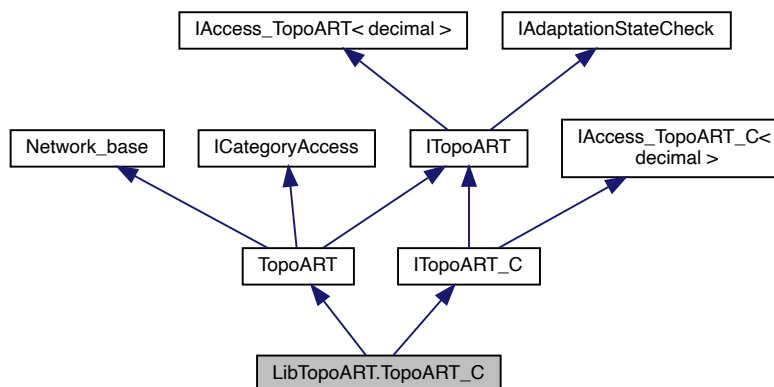 IAccess_TopoART< decimal >
IAdaptationStateCheck
Network_base
ICategoryAccess
ITopoART
IAccess_TopoART_C<
decimal >
TopoART
ITopoART_C
LibTopoART.TopoART_C